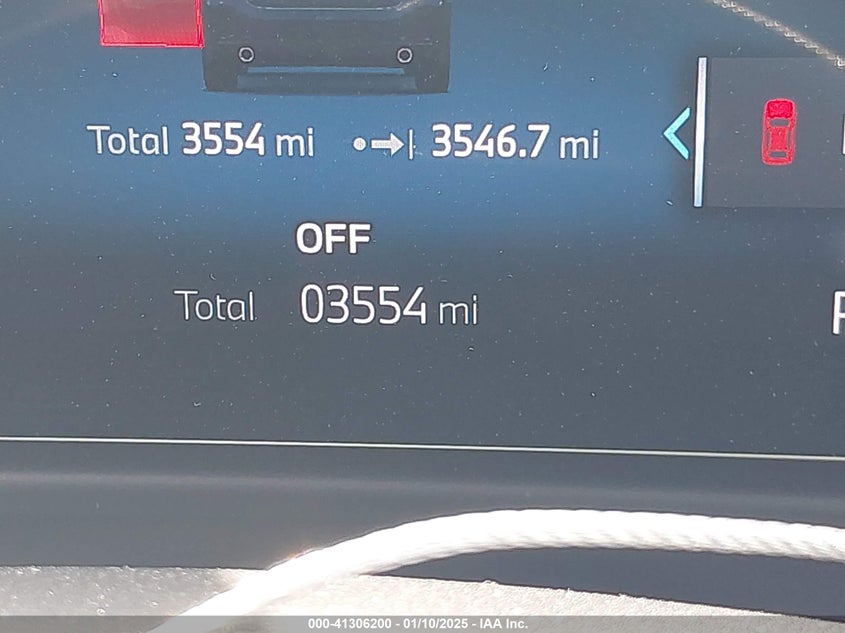 Total 3554 mi 3546.7 mi
OFF
Total 03554 mi
000-41306200 - 01/10/2025 - IAA Inc.